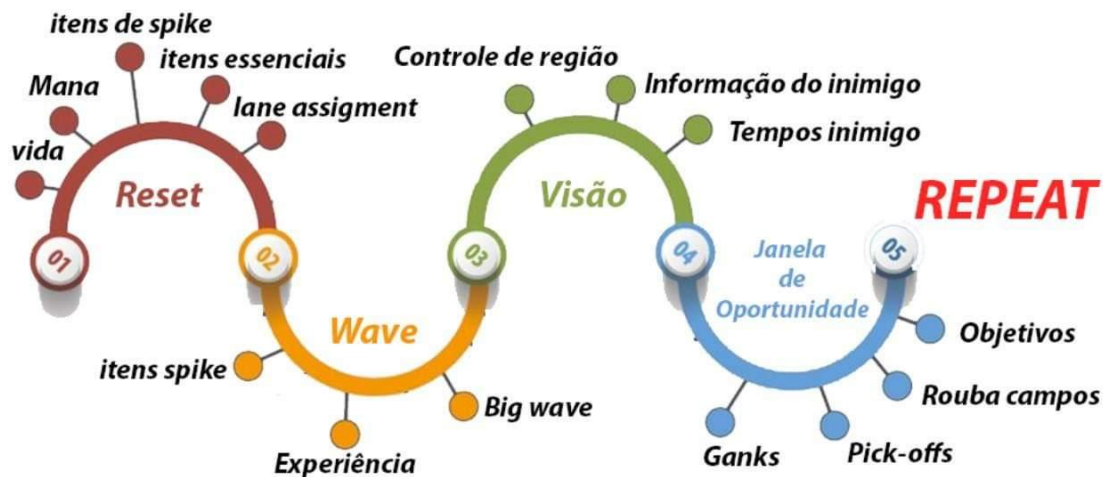 itens de spike
itens essenciais
Mana
lane assigment
vida
Reset
01
02
Wave
itens spike
Experiência
Big wave
03
Controle de região
Informação do inimigo
Tempos inimigo
Visão
04
Janela
de
Oportunidade
Ganks
Pick-offs
Rouba campos
Objetivos
05
REPEAT